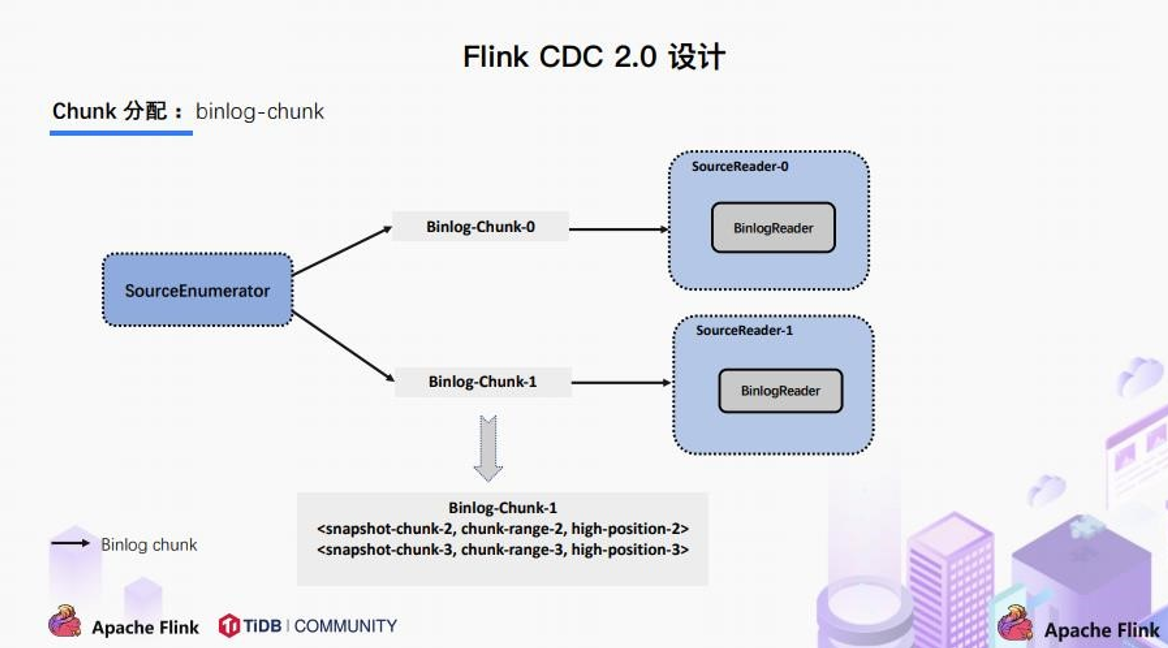 Flink CDC 2.0 设计
Chunk 分配： binlog-chunk
SourceReader-0
BinlogReader
Binlog-Chunk-0
SourceEnumerator
SourceReader-1
BinlogReader
Binlog-Chunk-1
Binlog-Chunk-1
<snapshot-chunk-2, chunk-range-2, high-position-2>
<snapshot-chunk-3, chunk-range-3, high-position-3>
Binlog chunk
Apache Flink
TiDB | COMMUNITY
Apache Flink